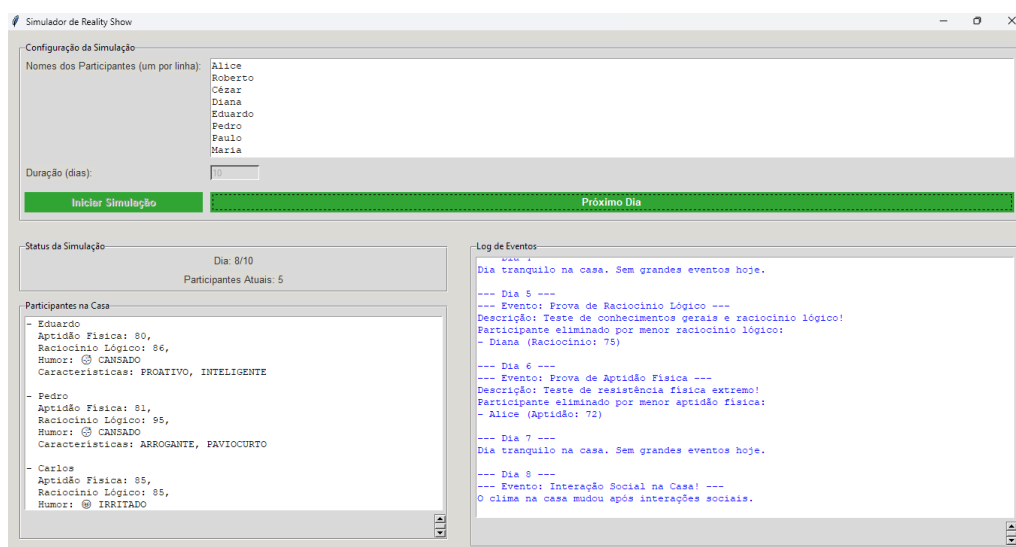 Simulador de Reality Show
Configuração da Simulação
Nomes dos Participantes (um por linha):
Alice
Roberto
Cézar
Diana
Eduardo
Pedro
Paulo
Maria
Duração (dias):
10
Iniciar Simulação
Próximo Dia
Status da Simulação
Dia: 8/10
Participantes Atuais: 5
Participantes na Casa
- Eduardo
Aptidão Física: 80,
Raciocínio Lógico: 86,
Humor: CANSADO
Características: PROATIVO, INTELIGENTE
- Pedro
Aptidão Física: 81,
Raciocínio Lógico: 95,
Humor: CANSADO
Características: ARROGANTE, PAVIOCURTO
- Carlos
Aptidão Física: 85,
Raciocínio Lógico: 85,
Humor: IRRITADO
Log de Eventos
Dia tranquilo na casa. Sem grandes eventos hoje.
--- Dia 5 ---
--- Evento: Prova de Raciocínio Lógico ---
Descrição: Teste de conhecimentos gerais e raciocínio lógico!
Participante eliminado por menor raciocínio lógico:
- Diana (Raciocínio: 75)
--- Dia 6 ---
--- Evento: Prova de Aptidão Física ---
Descrição: Teste de resistência física extremo!
Participante eliminado por menor aptidão física:
- Alice (Aptidão: 72)
--- Dia 7 ---
Dia tranquilo na casa. Sem grandes eventos hoje.
--- Dia 8 ---
--- Evento: Interação Social na Casa! ---
O clima na casa mudou após interações sociais.